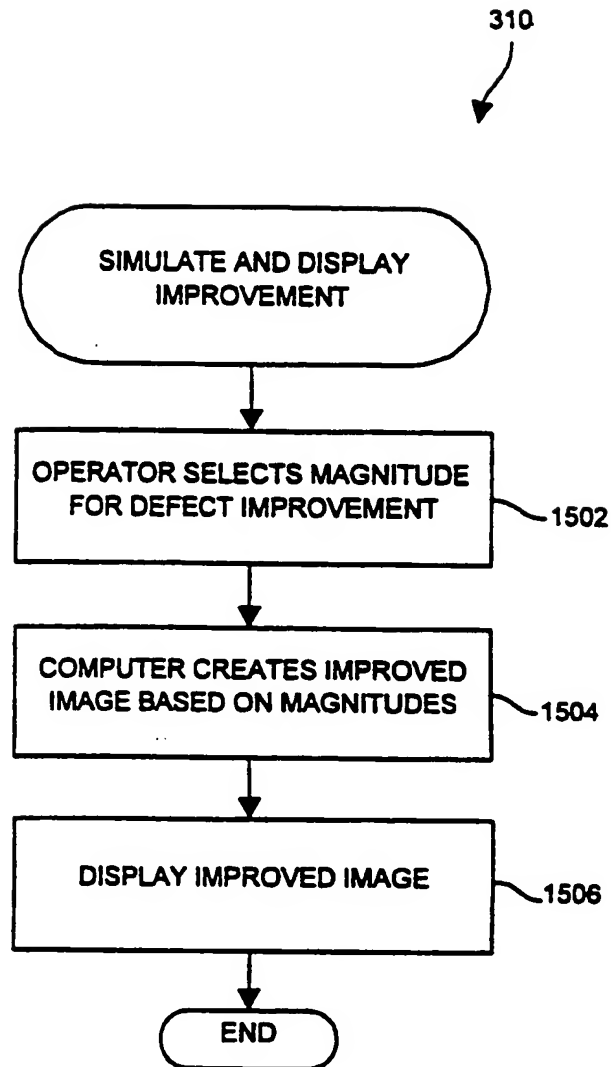 310
SIMULATE AND DISPLAY
IMPROVEMENT
OPERATOR SELECTS MAGNITUDE
FOR DEFECT IMPROVEMENT
1502
COMPUTER CREATES IMPROVED
IMAGE BASED ON MAGNITUDES
1504
DISPLAY IMPROVED IMAGE
1506
END